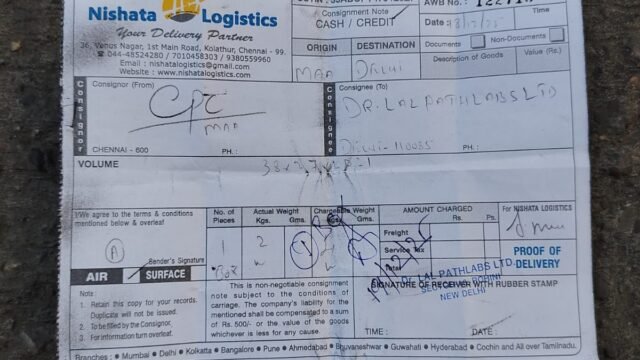 Nishata Logistics
Your Delivery Partner
36, Venus Nagar, 1st Main Road, Kolathur, Chennai - 99.
044-48524280 / 7010458303 / 9380559960
Email : nishatalogistics@gmail.com
Website : www.nishatalogistics.com
Consignment Note
CASH / CREDIT
AWB No. :
Date :
Time
ORIGIN DESTINATION
MAA Delhi
Documents Non-Documents
Description of Goods Value (Rs.)
Consignor
Consignor (From)
CPC
MAA
CHENNAI - 600 PH. :
Consignee
Consignee (To)
DR. LAL PATHLABS LTD
Delhi - 110085
PH. :
VOLUME
I/We agree to the terms & conditions
mentioned below & overleaf
Sender's Signature
AIR SURFACE
No. of Pieces
Actual Weight Kgs. Gms.
Chargeable Weight Kgs. Gms.
AMOUNT CHARGED Rs. Ps.
1 2
Box
Freight
Service Tax
Total
For NISHATA LOGISTICS
PROOF OF
DELIVERY
DR. LAL PATHLABS LTD.
ROHINI
NEW DELHI
SIGNATURE OF RECEIVER WITH RUBBER STAMP
Note :
1. Retain this copy for your records.
Duplicate will not be issued.
2. To be filled by the Consignor.
3. For information turn overleaf.
This is non-negotiable consignment
note subject to the conditions of
carriage. The company's liability for
the mentioned shall be compensated to a sum
of Rs. 500/- or the value of the goods
whichever is less for any cause.
TIME : DATE :
Branches : Mumbai • Delhi • Kolkatta • Bangalore • Pune • Ahmedabad • Bhuvaneshwar • Guwahati • Hyderabad • Cochin and All over Tamilnadu.